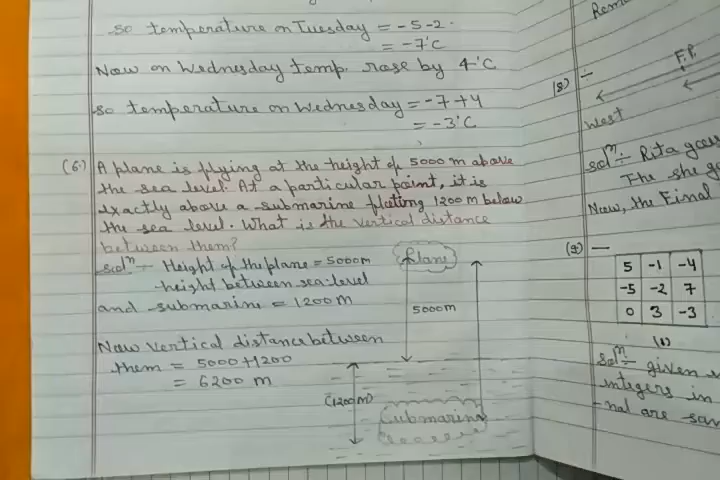 so temperature on Tuesday = -5-2.
= -7°C
Now on Wednesday temp. rose by 4°C
so temperature on Wednesday = -7+4
= -3°C
(6.) A plane is flying at the height of 5000 m above
the sea level. At a particular point, it is
exactly above a submarine floting 1200 m below
the sea level. What is the vertical distance
between them?
Solⁿ ÷ Height of the plane = 5000m
height between sea-level
and submarine = 1200 m
Now vertical distance between
them = 5000+1200
= 6200 m
Plane
5000m
(1200m)
Submarine
Rem
(8) ÷
F.P.
West
Solⁿ ÷ Rita goes
The she g
Now, the Final
(9) —
5 -1 -4
-5 -2 7
0 3 -3
Solⁿ ÷ given
integers in
-nal are sam